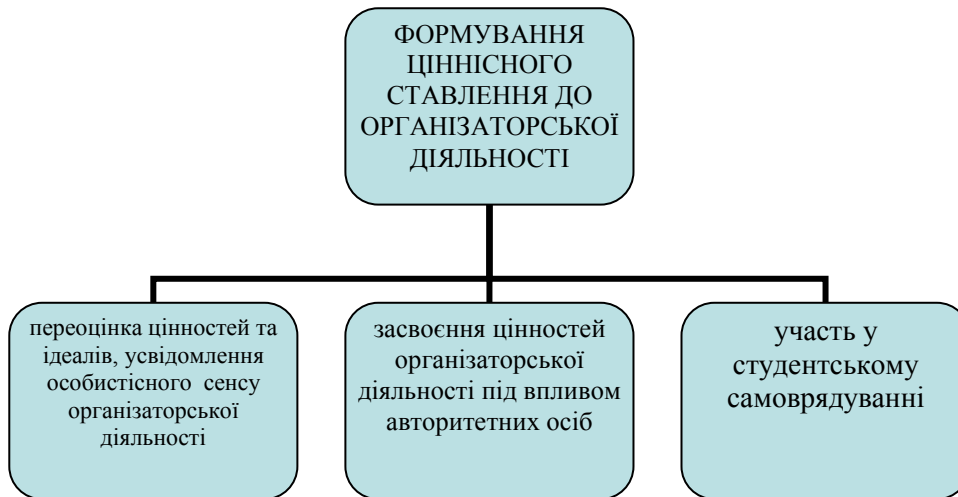 ФОРМУВАННЯ
ЦІННІСНОГО
СТАВЛЕННЯ ДО
ОРГАНІЗАТОРСЬКОЇ
ДІЯЛЬНОСТІ
переоцінка цінностей та
ідеалів, усвідомлення
особистісного сенсу
організаторської
діяльності
засвоєння цінностей
організаторської
діяльності під впливом
авторитетних осіб
участь у
студентському
самоврядуванні